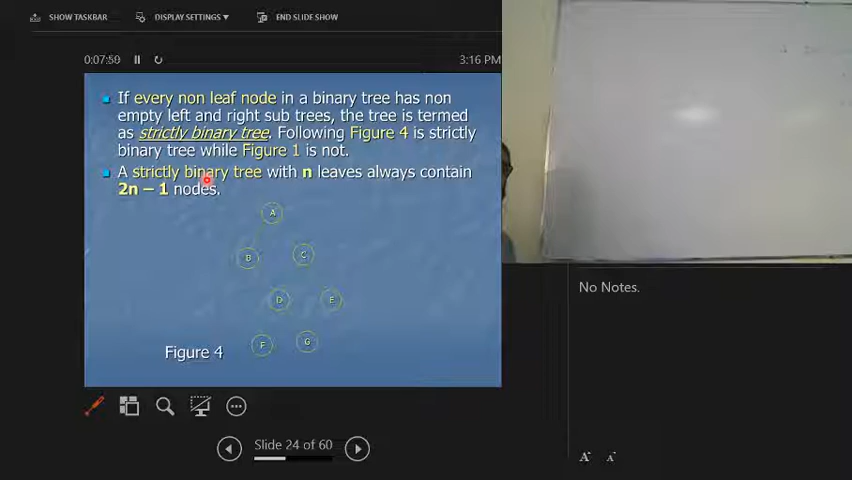 SHOW TASKBAR DISPLAY SETTINGS ▾ END SLIDE SHOW
0:07:50 3:16 PM
If every non leaf node in a binary tree has non
empty left and right sub trees, the tree is termed
as strictly binary tree. Following Figure 4 is strictly
binary tree while Figure 1 is not.
A strictly binary tree with n leaves always contain
2n – 1 nodes.
A
B C
D E
F G
Figure 4
No Notes.
Slide 24 of 60
A A